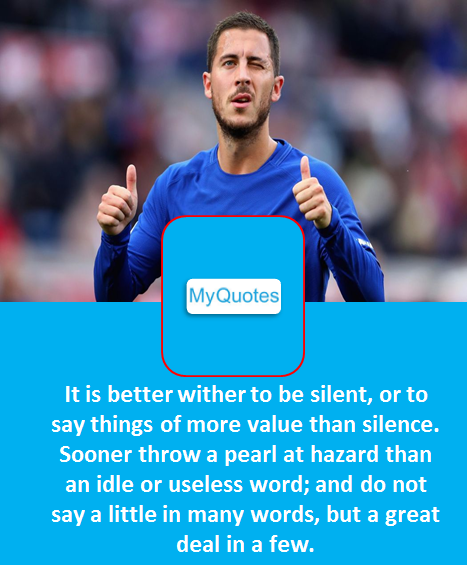 MyQuotes
It is better wither to be silent, or to
say things of more value than silence.
Sooner throw a pearl at hazard than
an idle or useless word; and do not
say a little in many words, but a great
deal in a few.